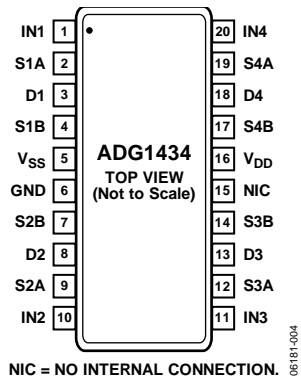 IN1 1 20 IN4
S1A 2 19 S4A
D1 3 18 D4
S1B 4 17 S4B
VSS 5 ADG1434 16 VDD
TOP VIEW
GND 6 (Not to Scale) 15 NIC
S2B 7 14 S3B
D2 8 13 D3
S2A 9 12 S3A
IN2 10 11 IN3
NIC = NO INTERNAL CONNECTION.
06181-004